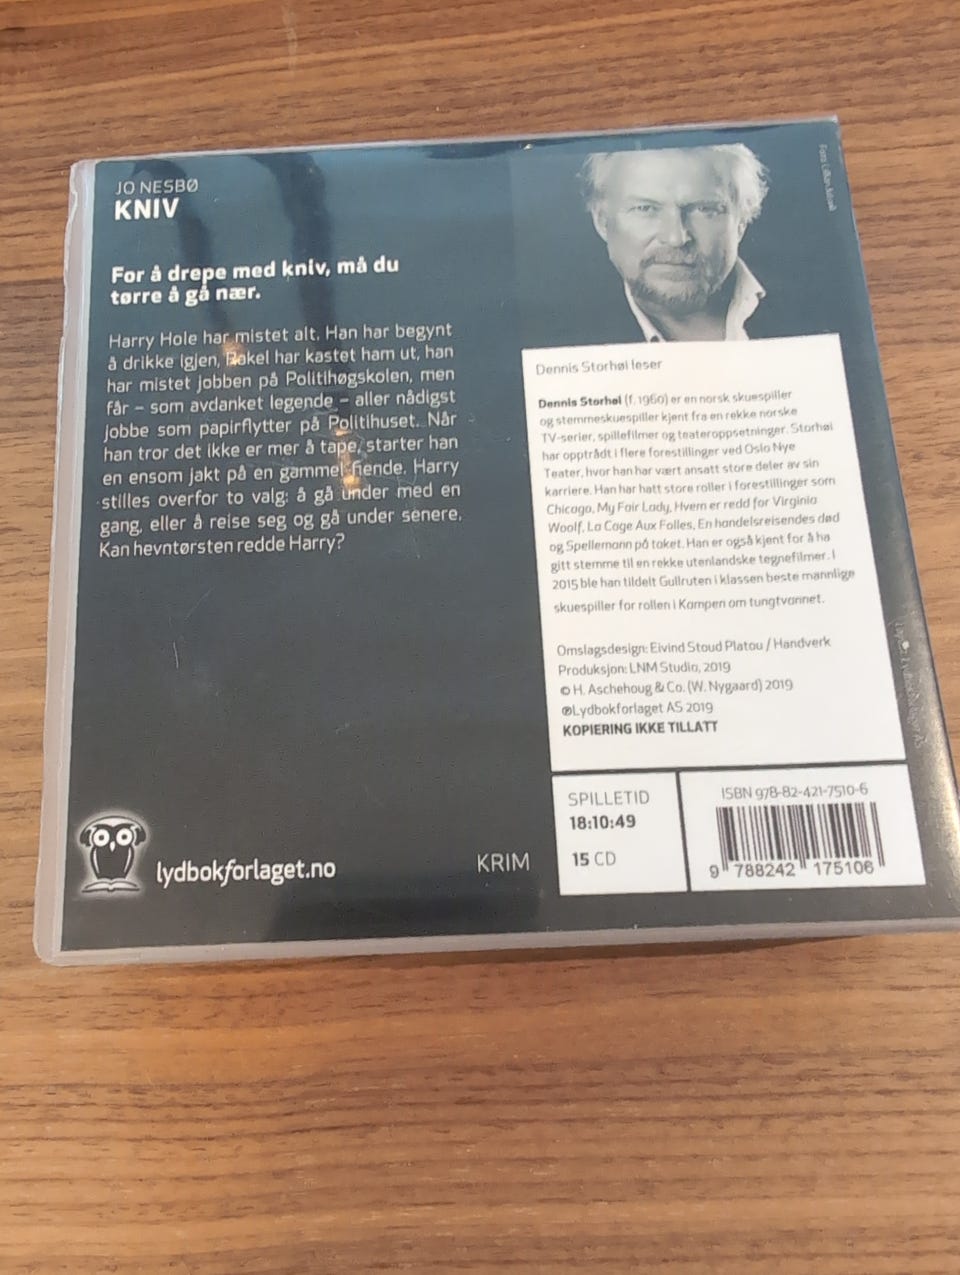 JO NESBØ
KNIV
For å drepe med kniv, må du
tørre å gå nær.
Harry Hole har mistet alt. Han har begynt
å drikke igjen, Rakel har kastet ham ut, han
har mistet jobben på Politihøgskolen, men
får – som avdanket legende – aller nådigst
jobbe som papirflytter på Politihuset. Når
han tror det ikke er mer å tape, starter han
en ensom jakt på en gammel fiende. Harry
stilles overfor to valg: å gå under med en
gang, eller å reise seg og gå under senere.
Kan hevntørsten redde Harry?
lydbokforlaget.no
KRIM
Dennis Storhøi leser
Dennis Storhøi (f. 1960) er en norsk skuespiller
og stemmeskuespiller kjent fra en rekke norske
TV-serier, spillefilmer og teateroppsetninger. Storhøi
har opptrådt i flere forestillinger ved Oslo Nye
Teater, hvor han har vært ansatt store deler av sin
karriere. Han har hatt store roller i forestillinger som
Chicago, My Fair Lady, Hvem er redd for Virginia
Woolf, La Cage Aux Folles, En handelsreisendes død
og Spellemann på taket. Han er også kjent for å ha
gitt stemme til en rekke utenlandske tegnefilmer. I
2015 ble han tildelt Gullruten i klassen beste mannlige
skuespiller for rollen i Kampen om tungtvannet.
Omslagsdesign: Eivind Stoud Platou / Handverk
Produksjon: LNM Studio, 2019
© H. Aschehoug & Co. (W. Nygaard) 2019
℗Lydbokforlaget AS 2019
KOPIERING IKKE TILLATT
SPILLETID
18:10:49
15 CD
ISBN 978-82-421-7510-6
9 788242 175106
Foto: